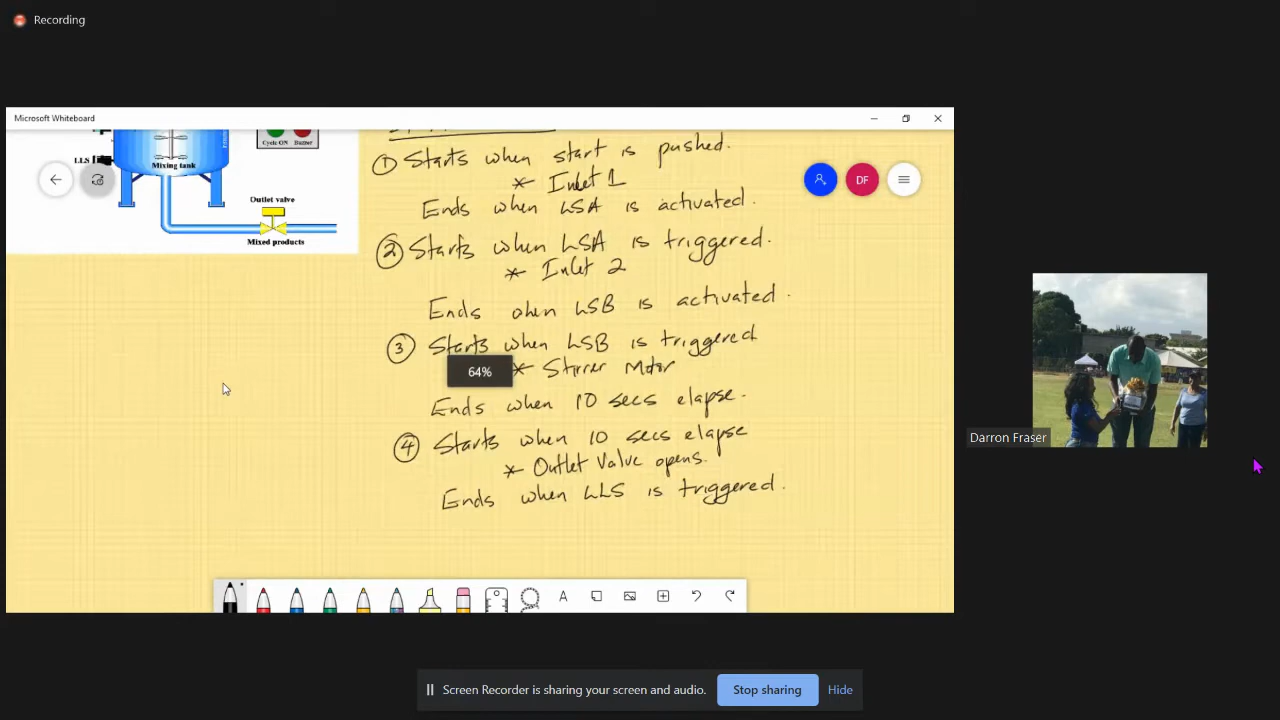 Recording
Microsoft Whiteboard
Cycle ON Buzzer
LLS
Mixing tank
Outlet valve
Mixed products
DF
① Starts when start is pushed.
* Inlet 1
Ends when LSA is activated.
② Starts when LSA is triggered.
* Inlet 2
Ends when LSB is activated.
③ Starts when LSB is triggered
64%
* Stirrer Motor
Ends when 10 secs elapse.
④ Starts when 10 secs elapse
* Outlet Valve opens.
Ends when LLS is triggered.
Darron Fraser
A
Screen Recorder is sharing your screen and audio.
Stop sharing
Hide